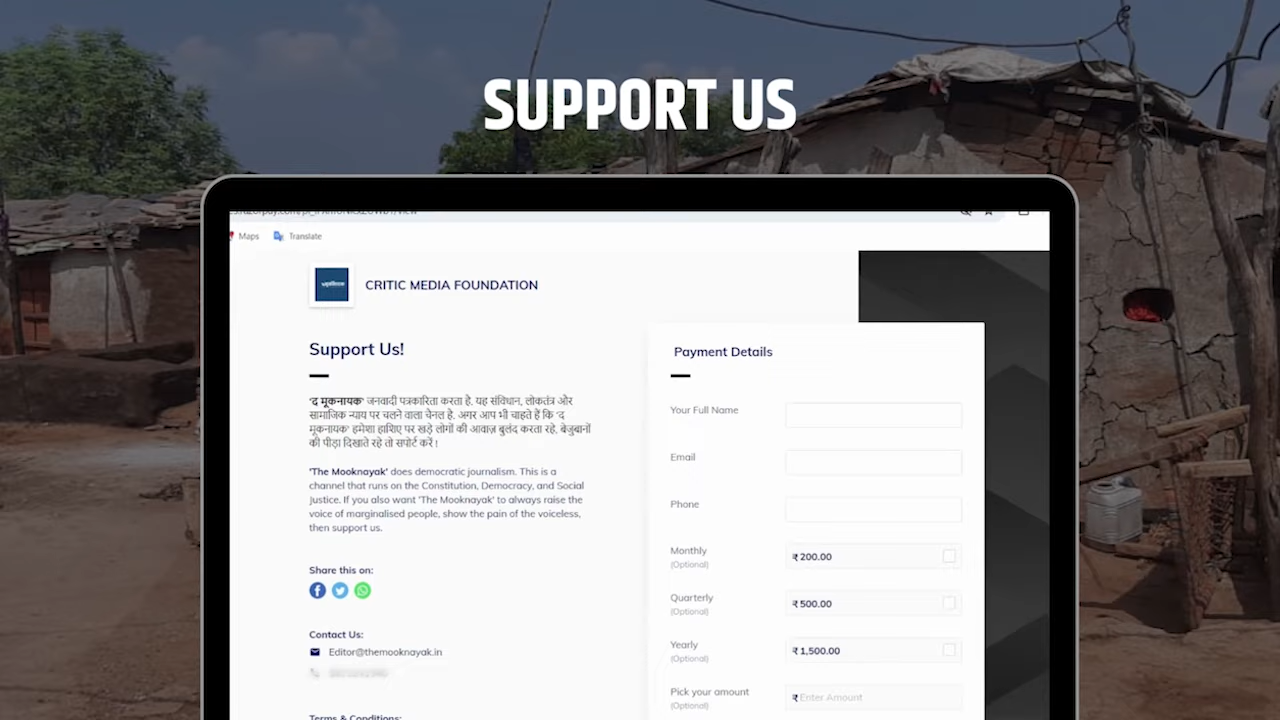 SUPPORT US
Maps
Translate
CRITIC MEDIA FOUNDATION
Support Us!
'द मूकनायक' जनवादी पत्रकारिता करता है. यह संविधान, लोकतंत्र और
सामाजिक न्याय पर चलने वाला चैनल है. अगर आप भी चाहते हैं कि 'द
मूकनायक' हमेशा हाशिए पर खड़े लोगों की आवाज़ बुलंद करता रहे, बेजुबानों
की पीड़ा दिखाते रहे तो सपोर्ट करें !
'The Mooknayak' does democratic journalism. This is a
channel that runs on the Constitution, Democracy, and Social
Justice. If you also want 'The Mooknayak' to always raise the
voice of marginalised people, show the pain of the voiceless,
then support us.
Share this on:
Contact Us:
Editor@themooknayak.in
Terms & Conditions:
Payment Details
Your Full Name
Email
Phone
Monthly
(Optional)
₹ 200.00
Quarterly
(Optional)
₹ 500.00
Yearly
(Optional)
₹ 1,500.00
Pick your amount
(Optional)
₹ Enter Amount